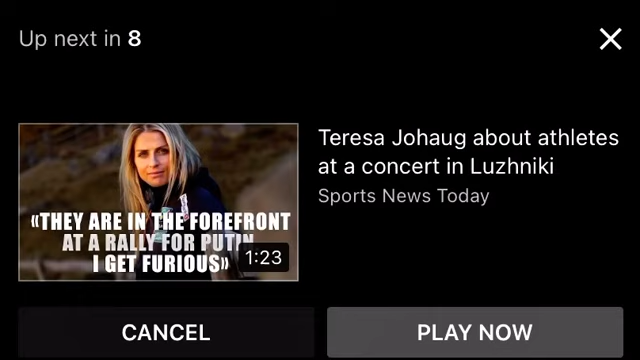 Up next in 8
Teresa Johaug about athletes
at a concert in Luzhniki
Sports News Today
«THEY ARE IN THE FOREFRONT
AT A RALLY FOR PUTIN
I GET FURIOUS»
1:23
CANCEL
PLAY NOW